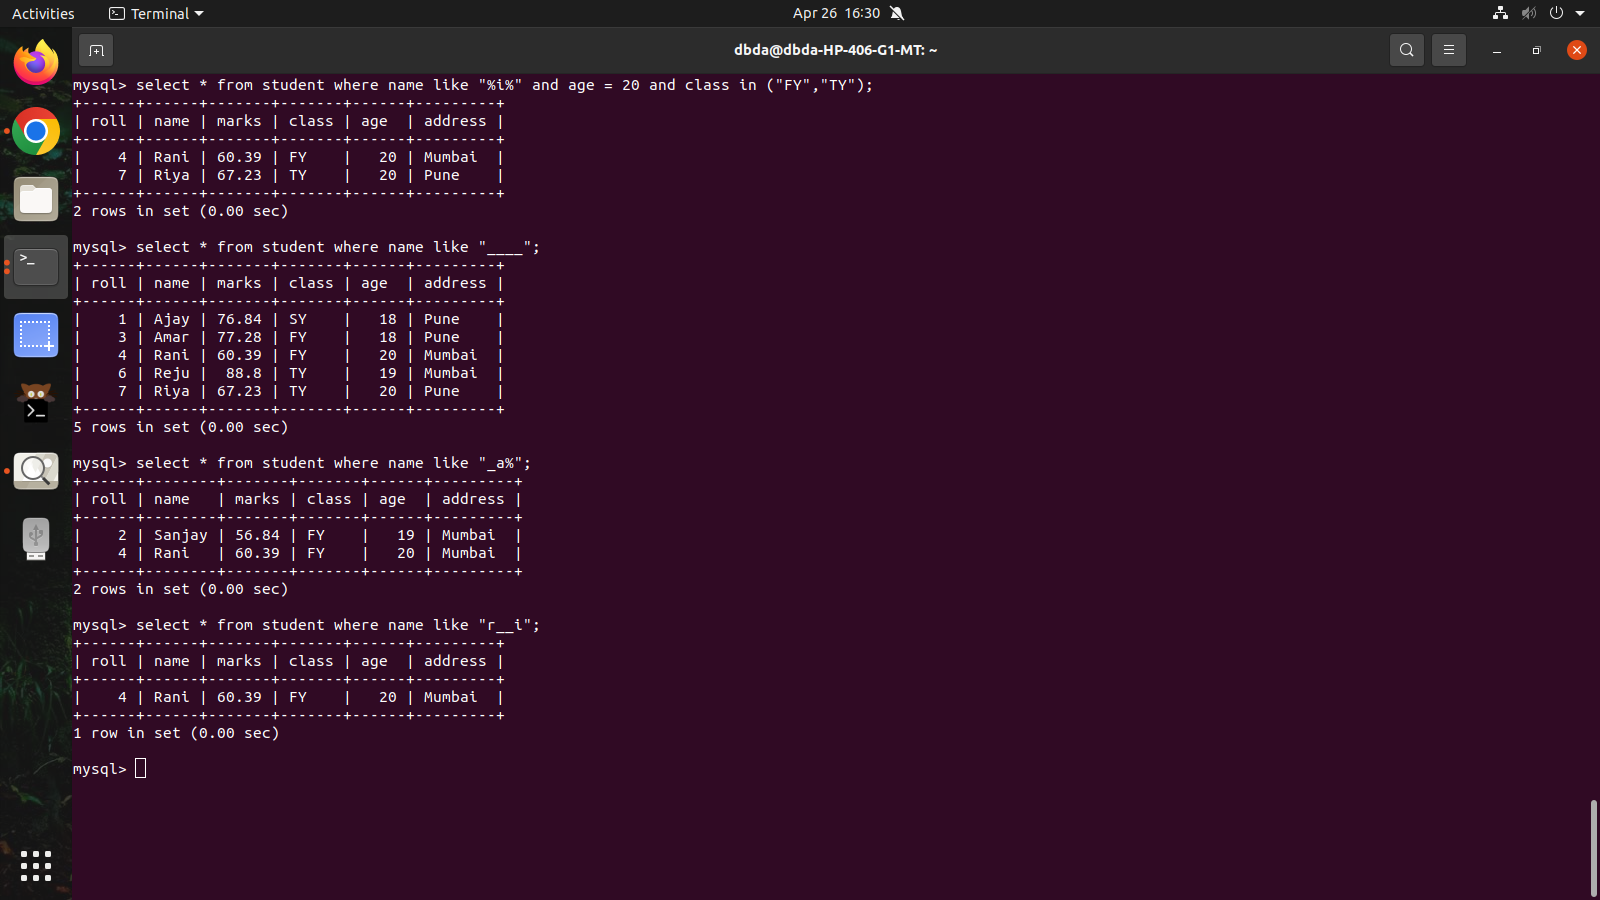 Activities Terminal Apr 26 16:30
dbda@dbda-HP-406-G1-MT: ~
mysql> select * from student where name like "%i%" and age = 20 and class in ("FY","TY");
+------+------+-------+-------+------+---------+
| roll | name | marks | class | age  | address |
+------+------+-------+-------+------+---------+
|    4 | Rani | 60.39 | FY    |   20 | Mumbai  |
|    7 | Riya | 67.23 | TY    |   20 | Pune    |
+------+------+-------+-------+------+---------+
2 rows in set (0.00 sec)

mysql> select * from student where name like "____";
+------+------+-------+-------+------+---------+
| roll | name | marks | class | age  | address |
+------+------+-------+-------+------+---------+
|    1 | Ajay | 76.84 | SY    |   18 | Pune    |
|    3 | Amar | 77.28 | FY    |   18 | Pune    |
|    4 | Rani | 60.39 | FY    |   20 | Mumbai  |
|    6 | Reju |  88.8 | TY    |   19 | Mumbai  |
|    7 | Riya | 67.23 | TY    |   20 | Pune    |
+------+------+-------+-------+------+---------+
5 rows in set (0.00 sec)

mysql> select * from student where name like "_a%";
+------+--------+-------+-------+------+---------+
| roll | name   | marks | class | age  | address |
+------+--------+-------+-------+------+---------+
|    2 | Sanjay | 56.84 | FY    |   19 | Mumbai  |
|    4 | Rani   | 60.39 | FY    |   20 | Mumbai  |
+------+--------+-------+-------+------+---------+
2 rows in set (0.00 sec)

mysql> select * from student where name like "r__i";
+------+------+-------+-------+------+---------+
| roll | name | marks | class | age  | address |
+------+------+-------+-------+------+---------+
|    4 | Rani | 60.39 | FY    |   20 | Mumbai  |
+------+------+-------+-------+------+---------+
1 row in set (0.00 sec)

mysql>